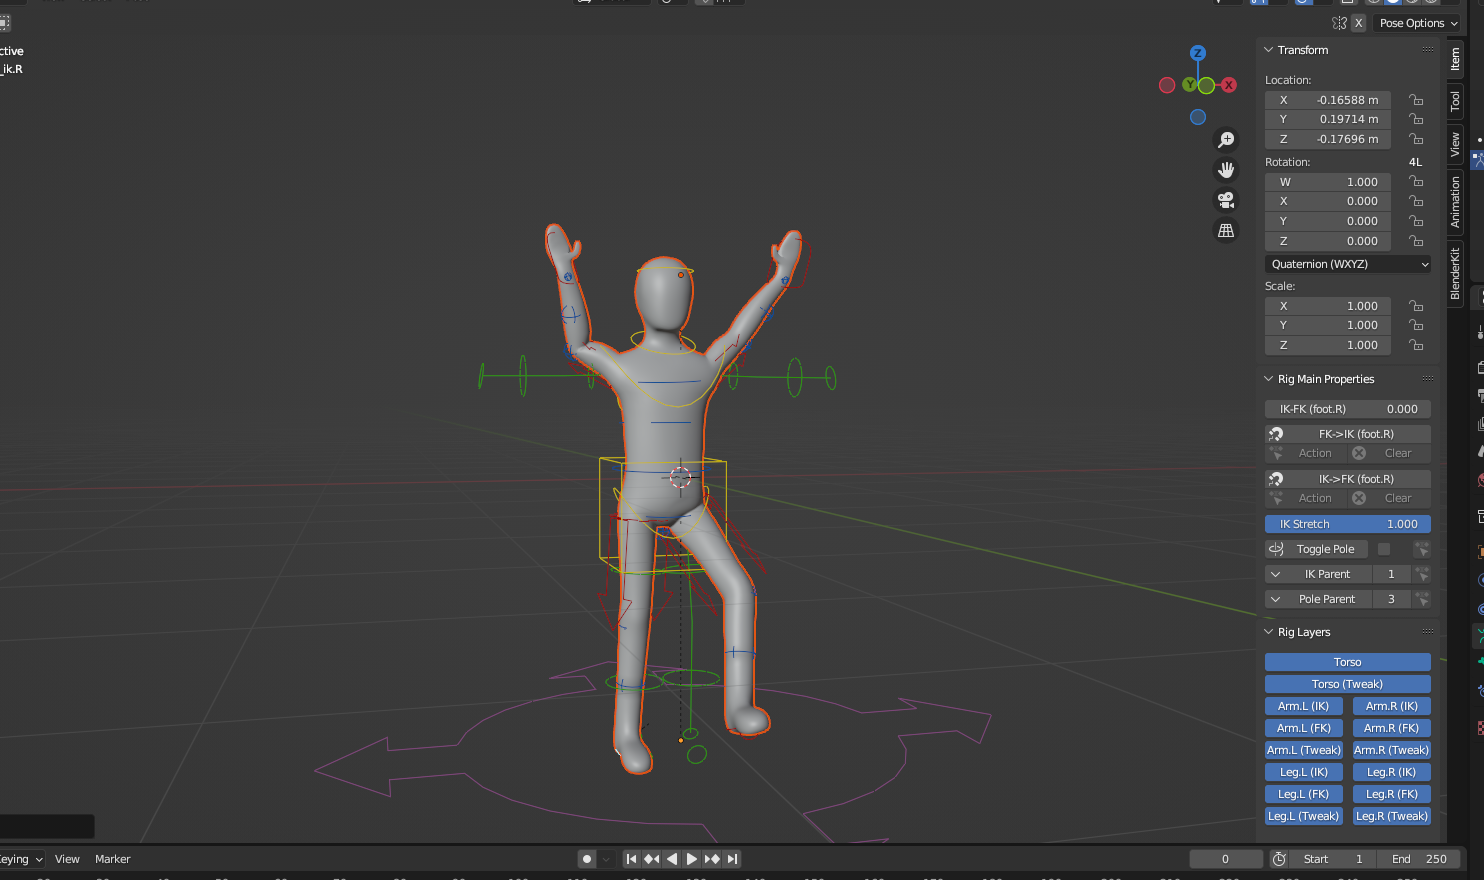 X Pose Options
ctive
_ik.R
Transform
Location:
X -0.16588 m
Y 0.19714 m
Z -0.17696 m
Rotation: 4L
W 1.000
X 0.000
Y 0.000
Z 0.000
Quaternion (WXYZ)
Scale:
X 1.000
Y 1.000
Z 1.000
Rig Main Properties
IK-FK (foot.R) 0.000
FK->IK (foot.R)
Action Clear
IK->FK (foot.R)
Action Clear
IK Stretch 1.000
Toggle Pole
IK Parent 1
Pole Parent 3
Rig Layers
Torso
Torso (Tweak)
Arm.L (IK) Arm.R (IK)
Arm.L (FK) Arm.R (FK)
Arm.L (Tweak) Arm.R (Tweak)
Leg.L (IK) Leg.R (IK)
Leg.L (FK) Leg.R (FK)
Leg.L (Tweak) Leg.R (Tweak)
Item
Tool
View
Animation
BlenderKit
Z
Y
X
Keying View Marker
0 Start 1 End 250